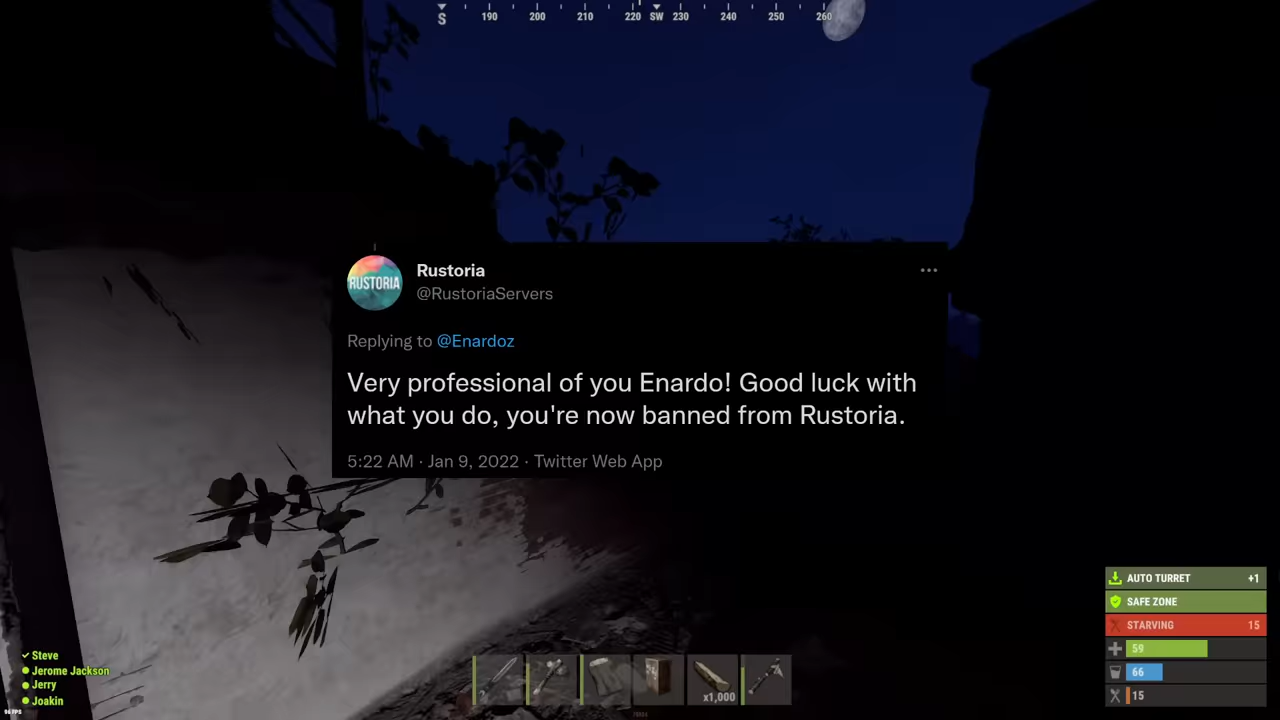 S 190 200 210 220 SW 230 240 250 260
RUSTORIA
Rustoria
@RustoriaServers
Replying to @Enardoz
Very professional of you Enardo! Good luck with
what you do, you're now banned from Rustoria.
5:22 AM · Jan 9, 2022 · Twitter Web App
AUTO TURRET +1
SAFE ZONE
STARVING 15
59
66
15
Steve
Jerome Jackson
Jerry
Joakin
x1,000